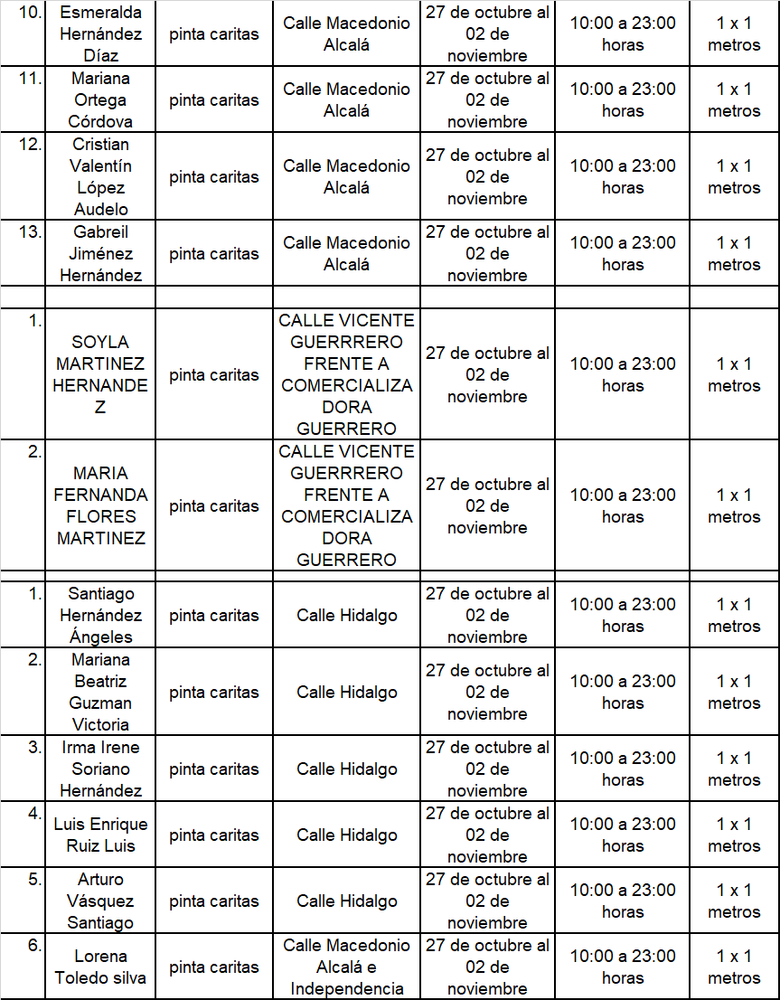 10. Esmeralda Hernández Díaz pinta caritas Calle Macedonio Alcalá 27 de octubre al 02 de noviembre 10:00 a 23:00 horas 1 x 1 metros
11. Mariana Ortega Córdova pinta caritas Calle Macedonio Alcalá 27 de octubre al 02 de noviembre 10:00 a 23:00 horas 1 x 1 metros
12. Cristian Valentín López Audelo pinta caritas Calle Macedonio Alcalá 27 de octubre al 02 de noviembre 10:00 a 23:00 horas 1 x 1 metros
13. Gabreil Jiménez Hernández pinta caritas Calle Macedonio Alcalá 27 de octubre al 02 de noviembre 10:00 a 23:00 horas 1 x 1 metros
1. SOYLA MARTINEZ HERNANDEZ pinta caritas CALLE VICENTE GUERRRERO FRENTE A COMERCIALIZADORA GUERRERO 27 de octubre al 02 de noviembre 10:00 a 23:00 horas 1 x 1 metros
2. MARIA FERNANDA FLORES MARTINEZ pinta caritas CALLE VICENTE GUERRRERO FRENTE A COMERCIALIZADORA GUERRERO 27 de octubre al 02 de noviembre 10:00 a 23:00 horas 1 x 1 metros
1. Santiago Hernández Ángeles pinta caritas Calle Hidalgo 27 de octubre al 02 de noviembre 10:00 a 23:00 horas 1 x 1 metros
2. Mariana Beatriz Guzman Victoria pinta caritas Calle Hidalgo 27 de octubre al 02 de noviembre 10:00 a 23:00 horas 1 x 1 metros
3. Irma Irene Soriano Hernández pinta caritas Calle Hidalgo 27 de octubre al 02 de noviembre 10:00 a 23:00 horas 1 x 1 metros
4. Luis Enrique Ruiz Luis pinta caritas Calle Hidalgo 27 de octubre al 02 de noviembre 10:00 a 23:00 horas 1 x 1 metros
5. Arturo Vásquez Santiago pinta caritas Calle Hidalgo 27 de octubre al 02 de noviembre 10:00 a 23:00 horas 1 x 1 metros
6. Lorena Toledo silva pinta caritas Calle Macedonio Alcalá e Independencia 27 de octubre al 02 de noviembre 10:00 a 23:00 horas 1 x 1 metros